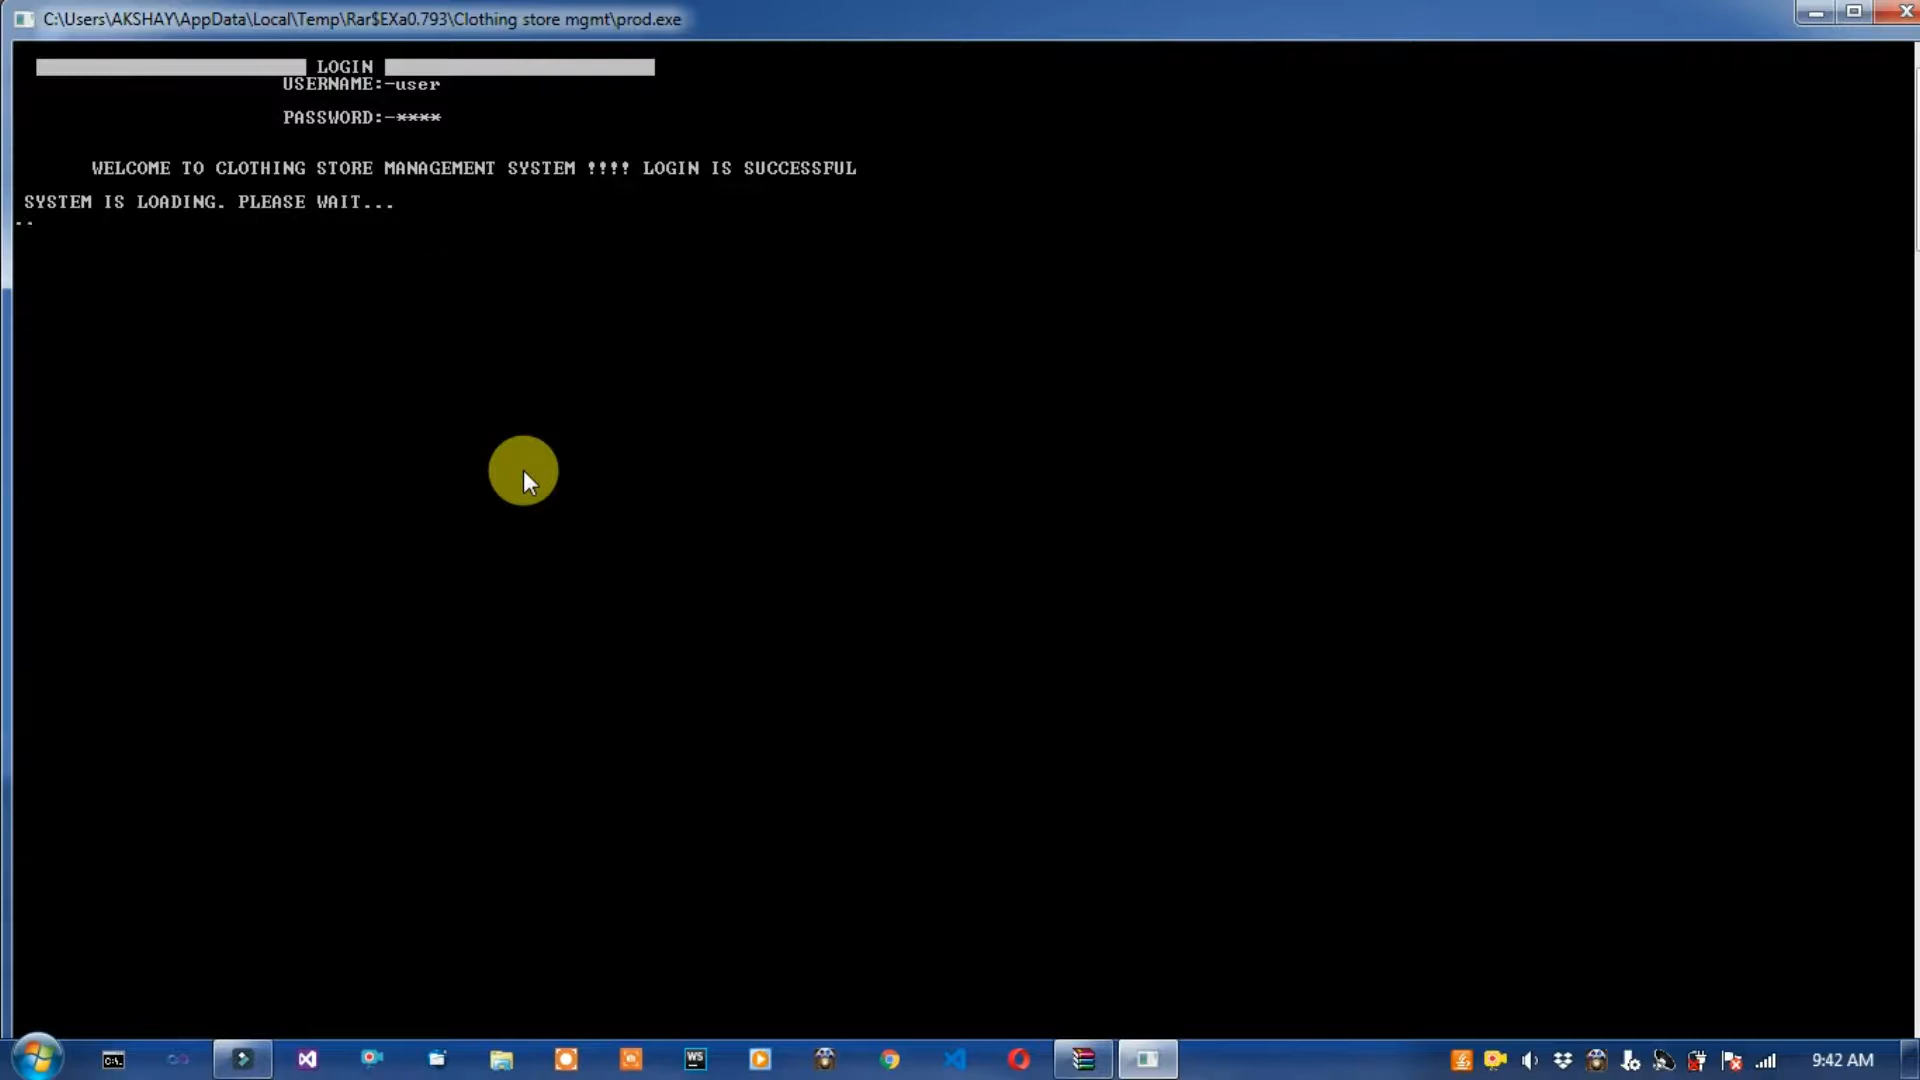 C:\Users\AKSHAY\AppData\Local\Temp\Rar$EXa0.793\Clothing store mgmt\prod.exe
LOGIN
USERNAME:-user
PASSWORD:-****
WELCOME TO CLOTHING STORE MANAGEMENT SYSTEM !!!! LOGIN IS SUCCESSFUL
SYSTEM IS LOADING. PLEASE WAIT...
--
C:\.
WS
9:42 AM